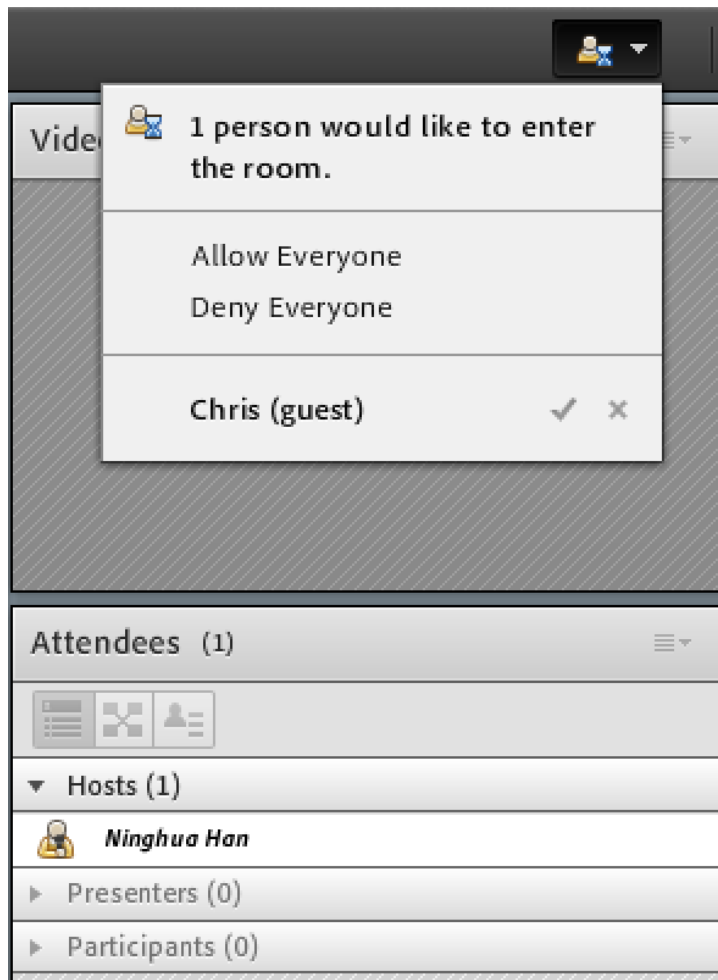 1 person would like to enter
the room.
Allow Everyone
Deny Everyone
Chris (guest)
Attendees (1)
Hosts (1)
Ninghua Han
Presenters (0)
Participants (0)